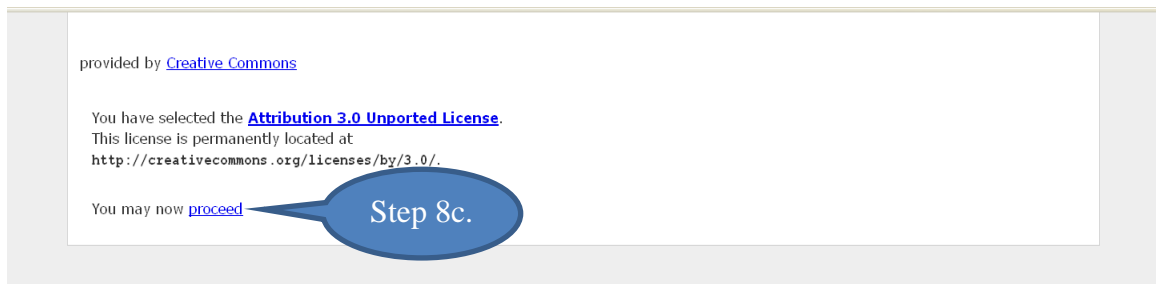 provided by Creative Commons
You have selected the Attribution 3.0 Unported License.
This license is permanently located at
http://creativecommons.org/licenses/by/3.0/.
You may now proceed
Step 8c.